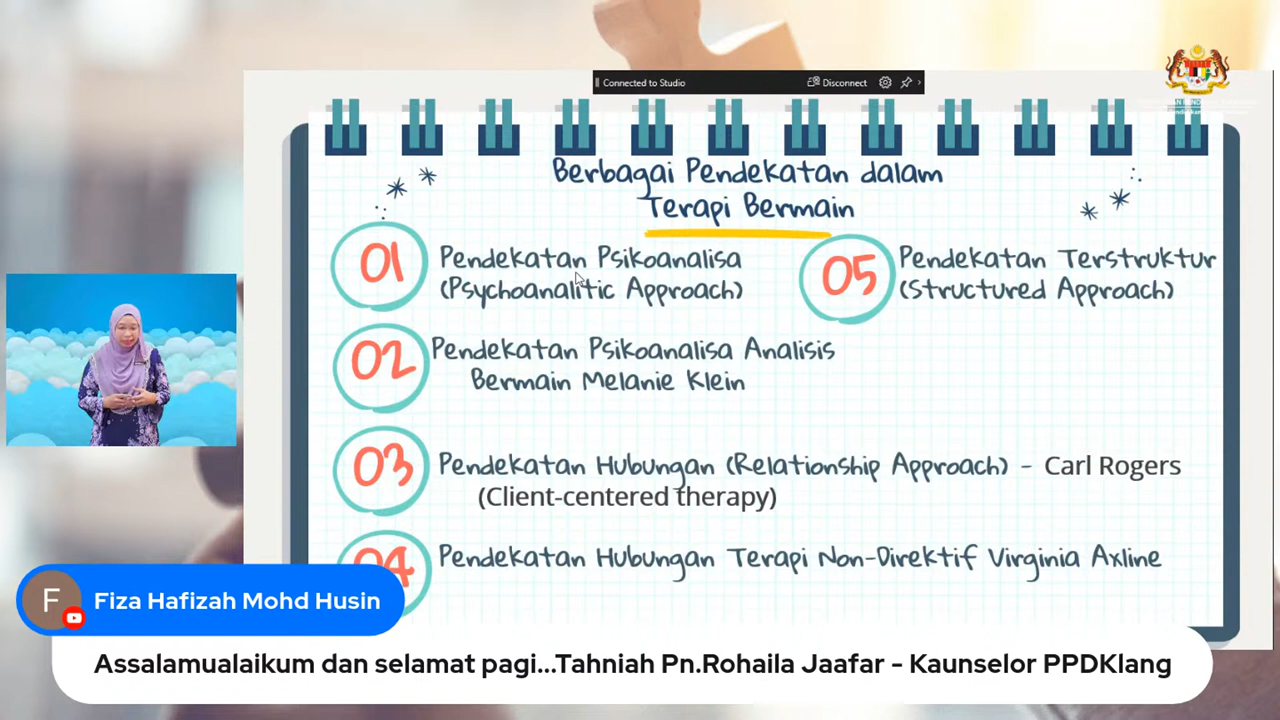 Connected to Studio
Disconnect
Berbagai Pendekatan dalam
Terapi Bermain
01
Pendekatan Psikoanalisa
(Psychoanalitic Approach)
02
Pendekatan Psikoanalisa Analisis
Bermain Melanie Klein
03
Pendekatan Hubungan (Relationship Approach) - Carl Rogers
(Client-centered therapy)
04
Pendekatan Hubungan Terapi Non-Direktif Virginia Axline
05
Pendekatan Terstruktur
(Structured Approach)
F
Fiza Hafizah Mohd Husin
Assalamualaikum dan selamat pagi...Tahniah Pn.Rohaila Jaafar - Kaunselor PPDKlang